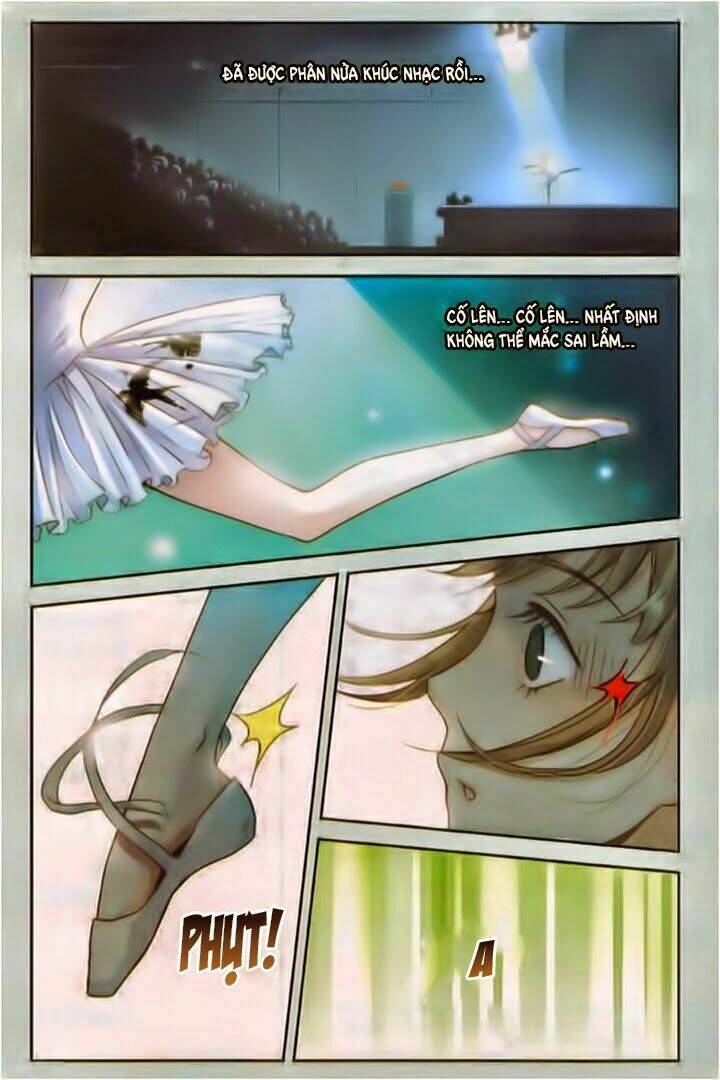 ĐÃ ĐƯỢC PHÂN NỬA KHÚC NHẠC RỒI...
CỐ LÊN... CỐ LÊN... NHẤT ĐỊNH
KHÔNG THỂ MẮC SAI LẦM...
PHỤT!
A